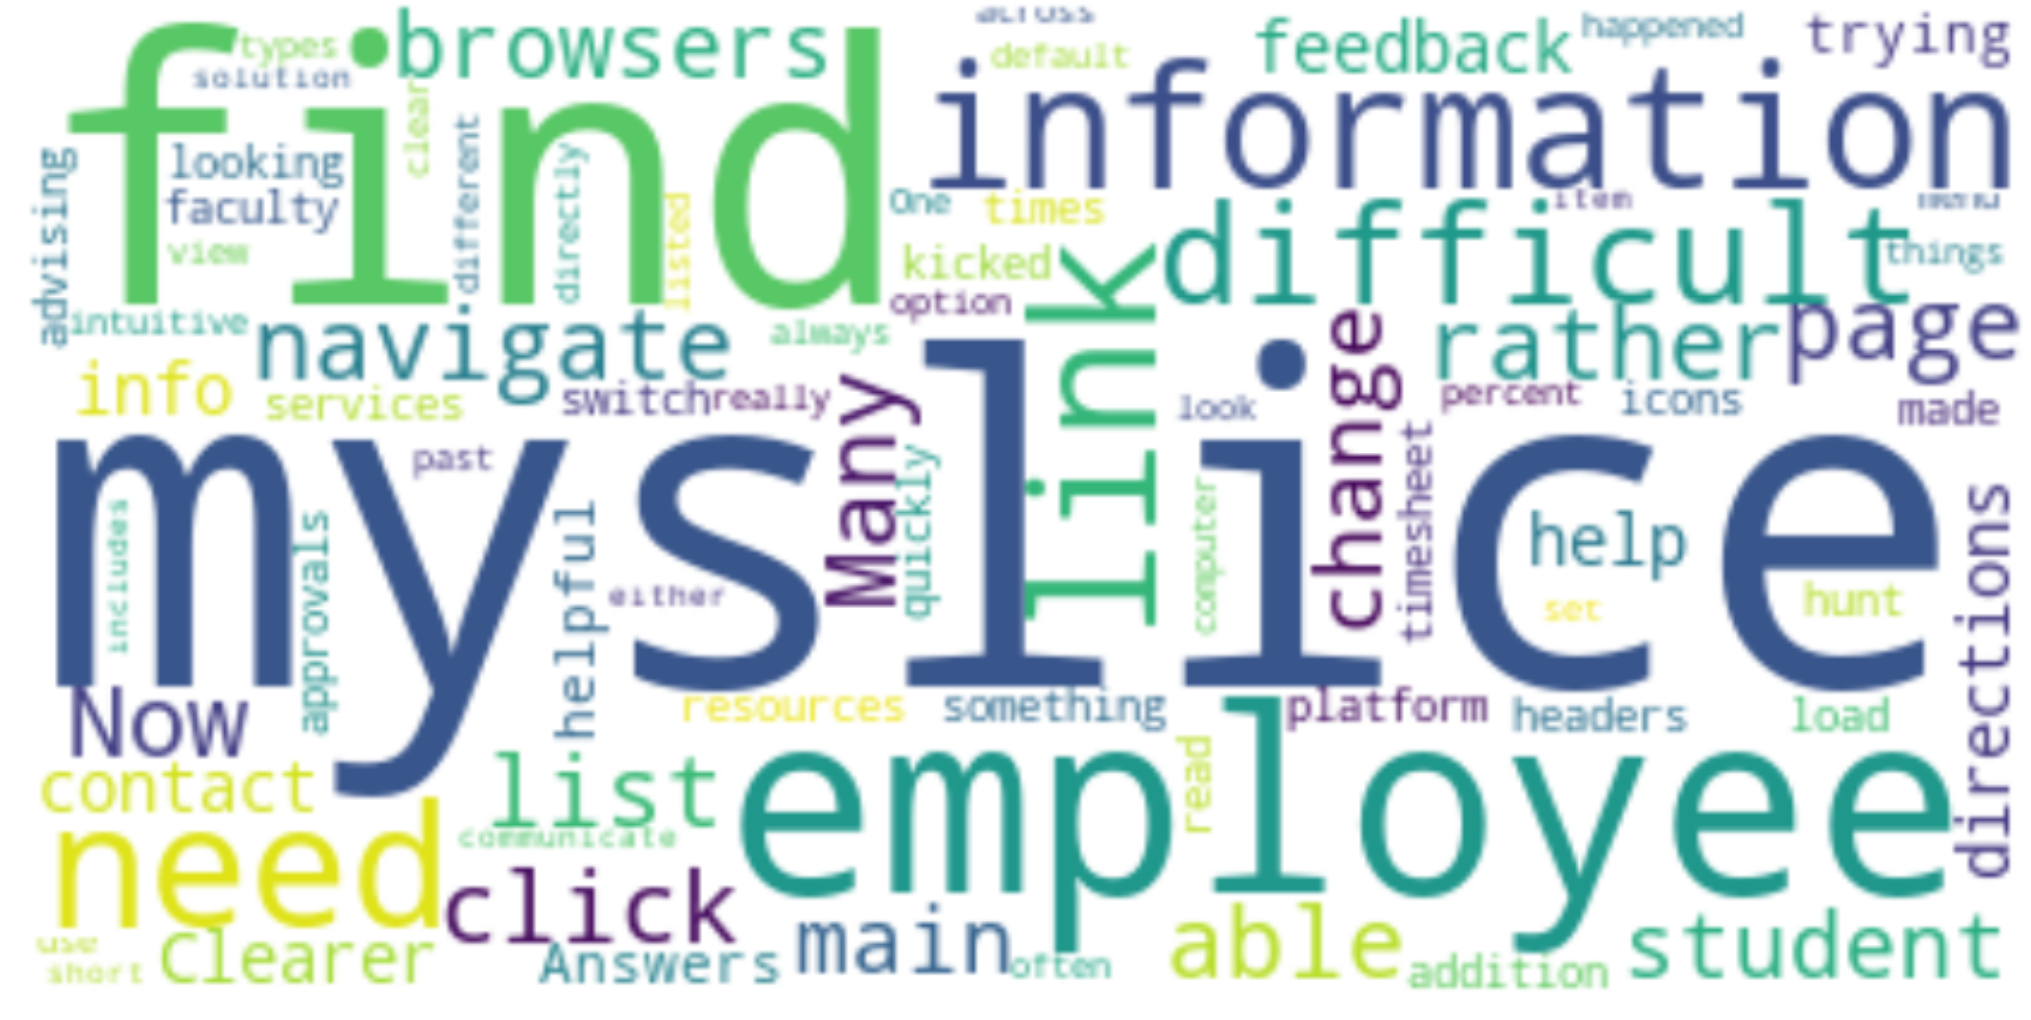 across
types
browsers
default
feedback
happened
trying
solution
find
information
clear
different
looking
faculty
directly
listed
advising
view
One
times
item
menu
kicked
link
difficult
things
option
intuitive
navigate
always
change
rather
page
info
services
switch
really
Many
look
percent
icons
made
myslice
past
quickly
computer
timesheet
includes
approvals
helpful
either
help
set
hunt
directions
Now
resources
something
platform
headers
load
contact
list
employee
read
need
communicate
click
use
short
Clearer
Answers
main
often
able
addition
student